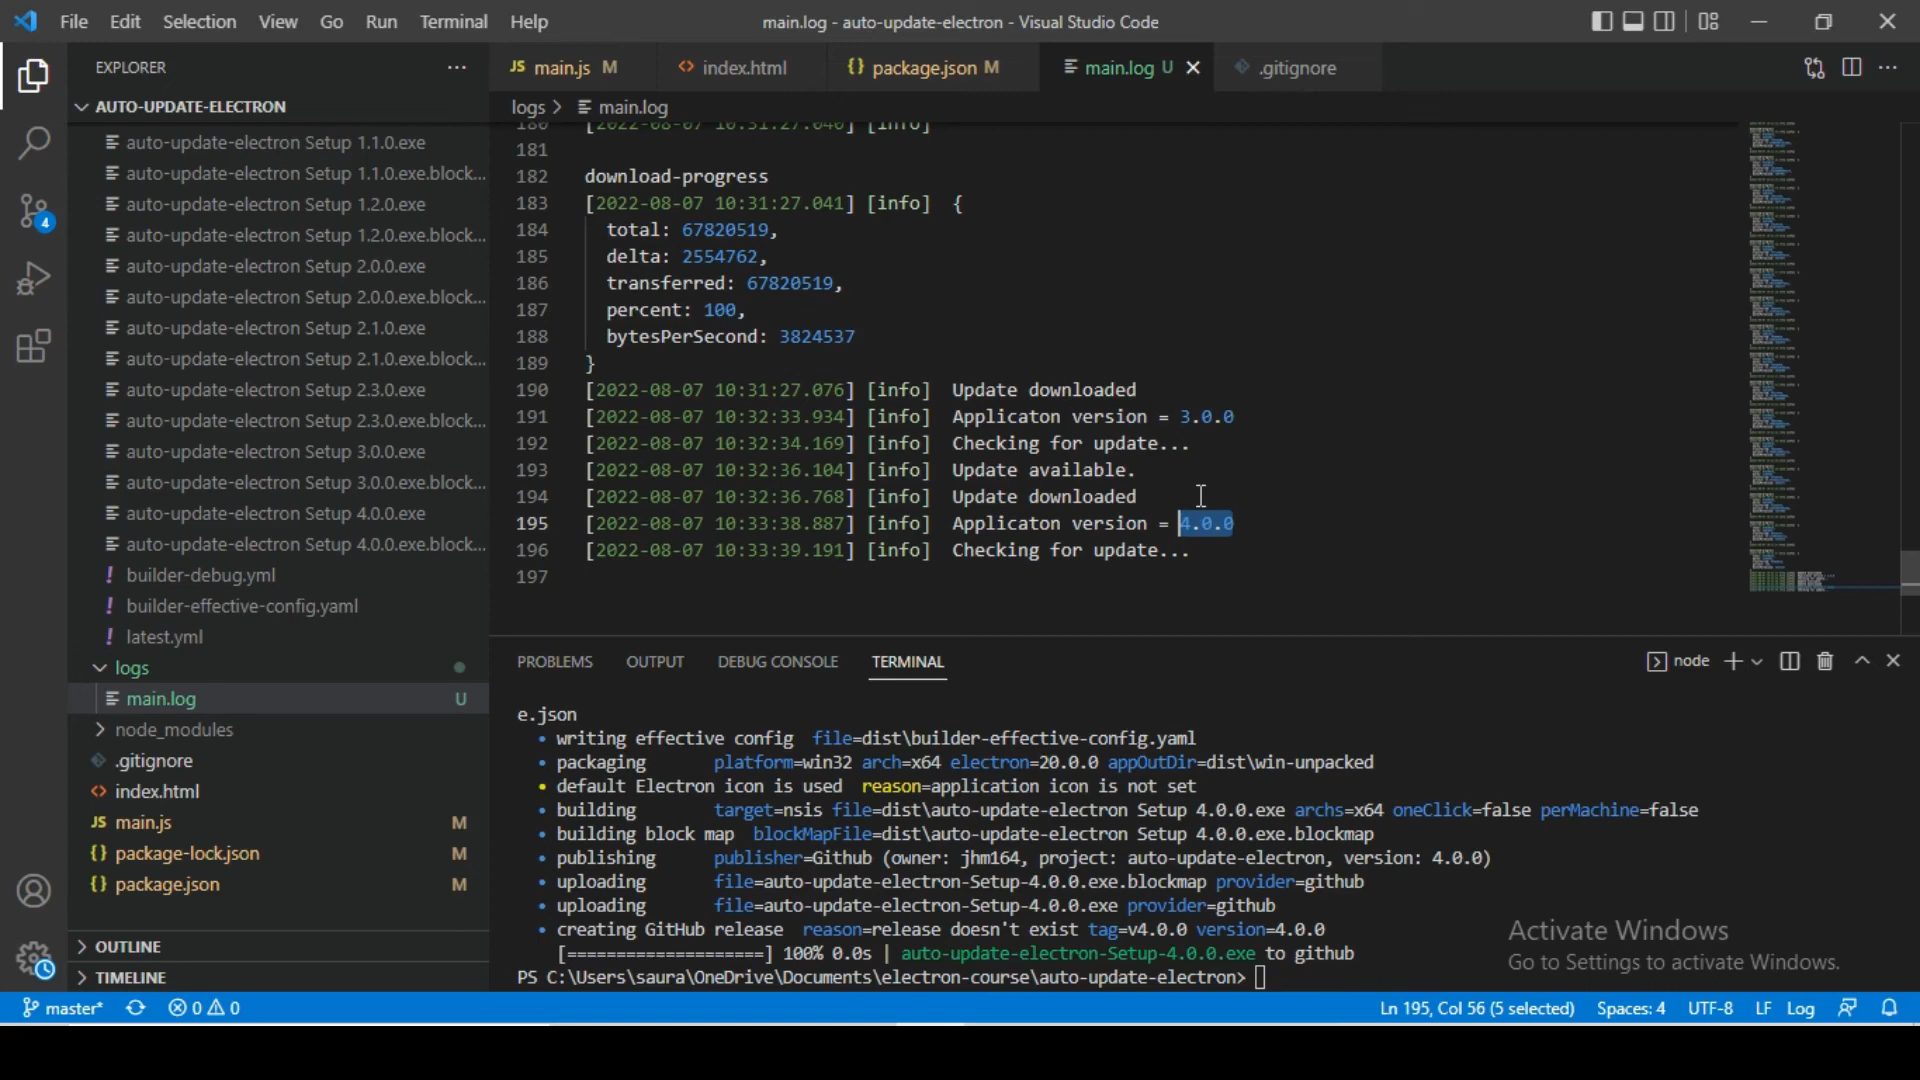 File Edit Selection View Go Run Terminal Help
main.log - auto-update-electron - Visual Studio Code
EXPLORER
AUTO-UPDATE-ELECTRON
auto-update-electron Setup 1.1.0.exe
auto-update-electron Setup 1.1.0.exe.block...
auto-update-electron Setup 1.2.0.exe
auto-update-electron Setup 1.2.0.exe.block...
auto-update-electron Setup 2.0.0.exe
auto-update-electron Setup 2.0.0.exe.block...
auto-update-electron Setup 2.1.0.exe
auto-update-electron Setup 2.1.0.exe.block...
auto-update-electron Setup 2.3.0.exe
auto-update-electron Setup 2.3.0.exe.block...
auto-update-electron Setup 3.0.0.exe
auto-update-electron Setup 3.0.0.exe.block...
auto-update-electron Setup 4.0.0.exe
auto-update-electron Setup 4.0.0.exe.block...
! builder-debug.yml
! builder-effective-config.yaml
! latest.yml
logs
main.log U
node_modules
.gitignore
<> index.html
JS main.js M
{} package-lock.json M
{} package.json M
OUTLINE
TIMELINE
4
JS main.js M <> index.html {} package.json M main.log U .gitignore
logs > main.log
180 [2022-08-07 10:31:27.040] [info]
181
182 download-progress
183 [2022-08-07 10:31:27.041] [info] {
184 total: 67820519,
185 delta: 2554762,
186 transferred: 67820519,
187 percent: 100,
188 bytesPerSecond: 3824537
189 }
190 [2022-08-07 10:31:27.076] [info] Update downloaded
191 [2022-08-07 10:32:33.934] [info] Applicaton version = 3.0.0
192 [2022-08-07 10:32:34.169] [info] Checking for update...
193 [2022-08-07 10:32:36.104] [info] Update available.
194 [2022-08-07 10:32:36.768] [info] Update downloaded
195 [2022-08-07 10:33:38.887] [info] Applicaton version = 4.0.0
196 [2022-08-07 10:33:39.191] [info] Checking for update...
197
PROBLEMS OUTPUT DEBUG CONSOLE TERMINAL
node
e.json
• writing effective config file=dist\builder-effective-config.yaml
• packaging platform=win32 arch=x64 electron=20.0.0 appOutDir=dist\win-unpacked
• default Electron icon is used reason=application icon is not set
• building target=nsis file=dist\auto-update-electron Setup 4.0.0.exe archs=x64 oneClick=false perMachine=false
• building block map blockMapFile=dist\auto-update-electron Setup 4.0.0.exe.blockmap
• publishing publisher=Github (owner: jhm164, project: auto-update-electron, version: 4.0.0)
• uploading file=auto-update-electron-Setup-4.0.0.exe.blockmap provider=github
• uploading file=auto-update-electron-Setup-4.0.0.exe provider=github
• creating GitHub release reason=release doesn't exist tag=v4.0.0 version=4.0.0
[====================] 100% 0.0s | auto-update-electron-Setup-4.0.0.exe to github
PS C:\Users\saura\OneDrive\Documents\electron-course\auto-update-electron>
Activate Windows
Go to Settings to activate Windows.
master* 0 0
Ln 195, Col 56 (5 selected) Spaces: 4 UTF-8 LF Log